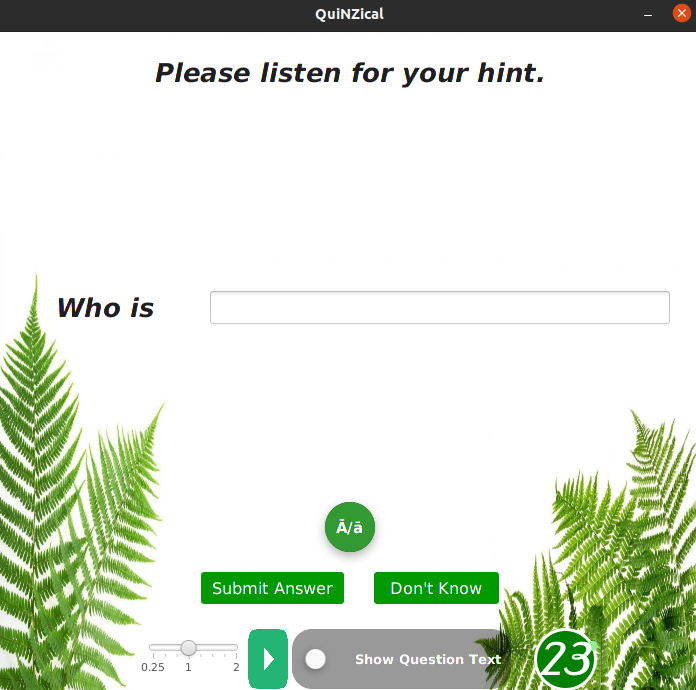 QuiNZical
Please listen for your hint.
Who is
Ā/ā
Submit Answer Don't Know
0.25 1 2 Show Question Text 23